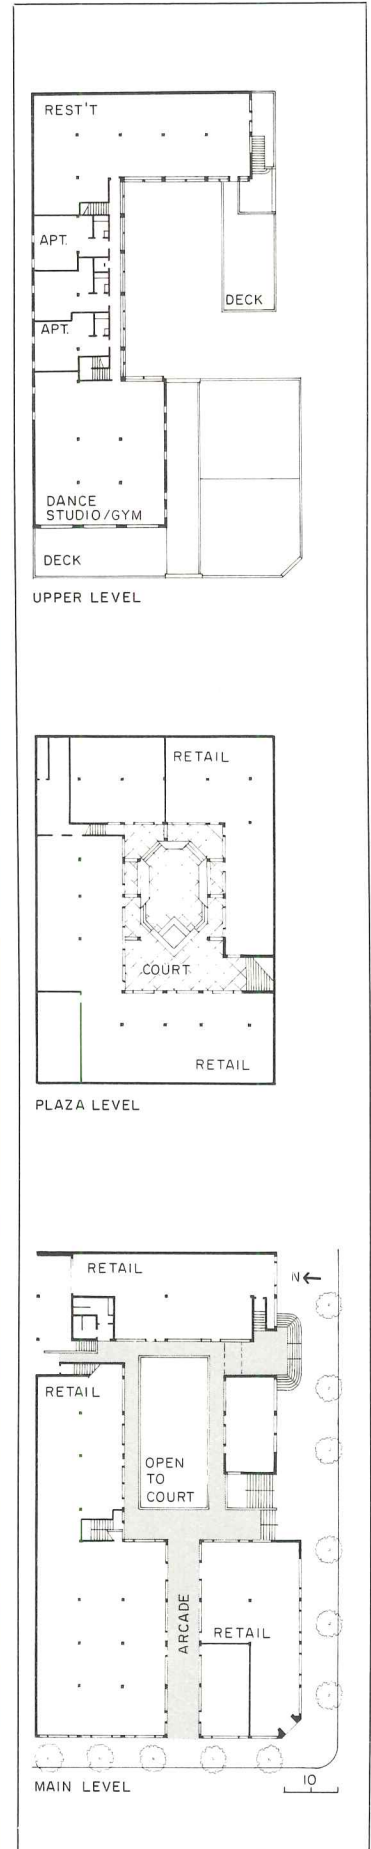 REST'T
APT.
DECK
APT.
DANCE
STUDIO/GYM
DECK
UPPER LEVEL
RETAIL
COURT
RETAIL
PLAZA LEVEL
RETAIL
N
RETAIL
OPEN
TO
COURT
ARCADE
RETAIL
MAIN LEVEL
10